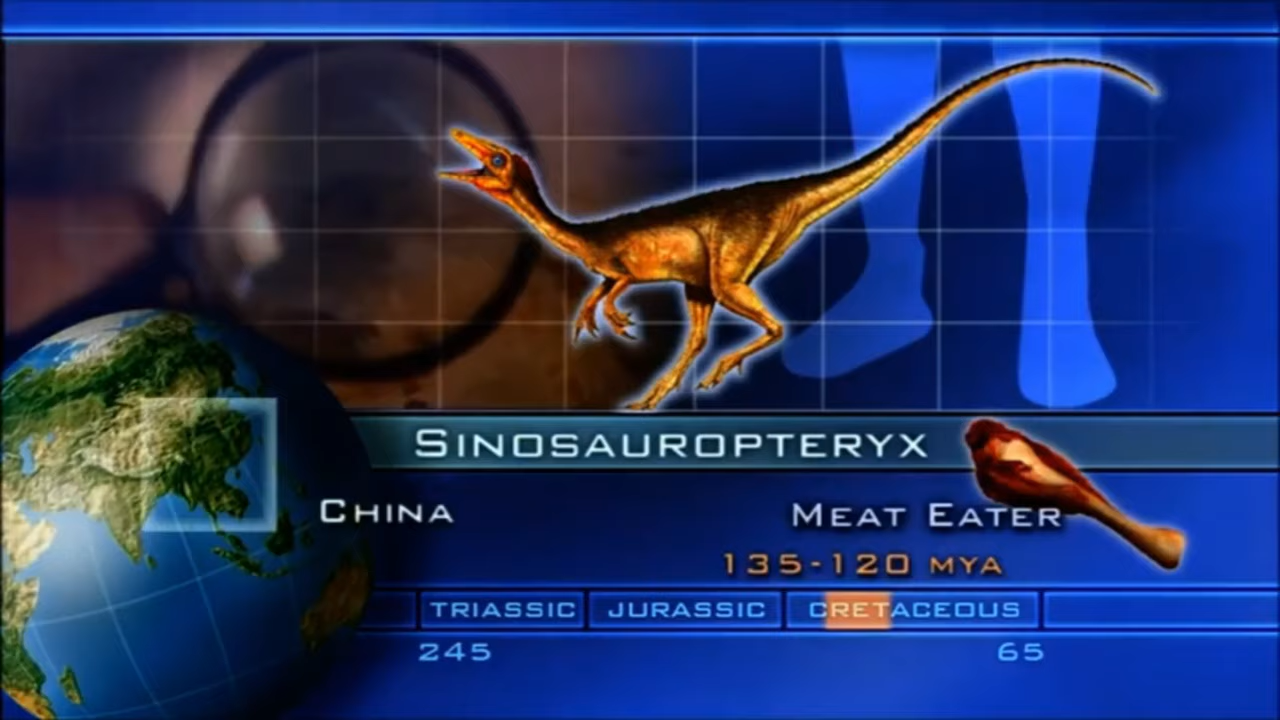 SINOSAUROPTERYX
CHINA
MEAT EATER
135-120 MYA
TRIASSIC JURASSIC CRETACEOUS
245 65